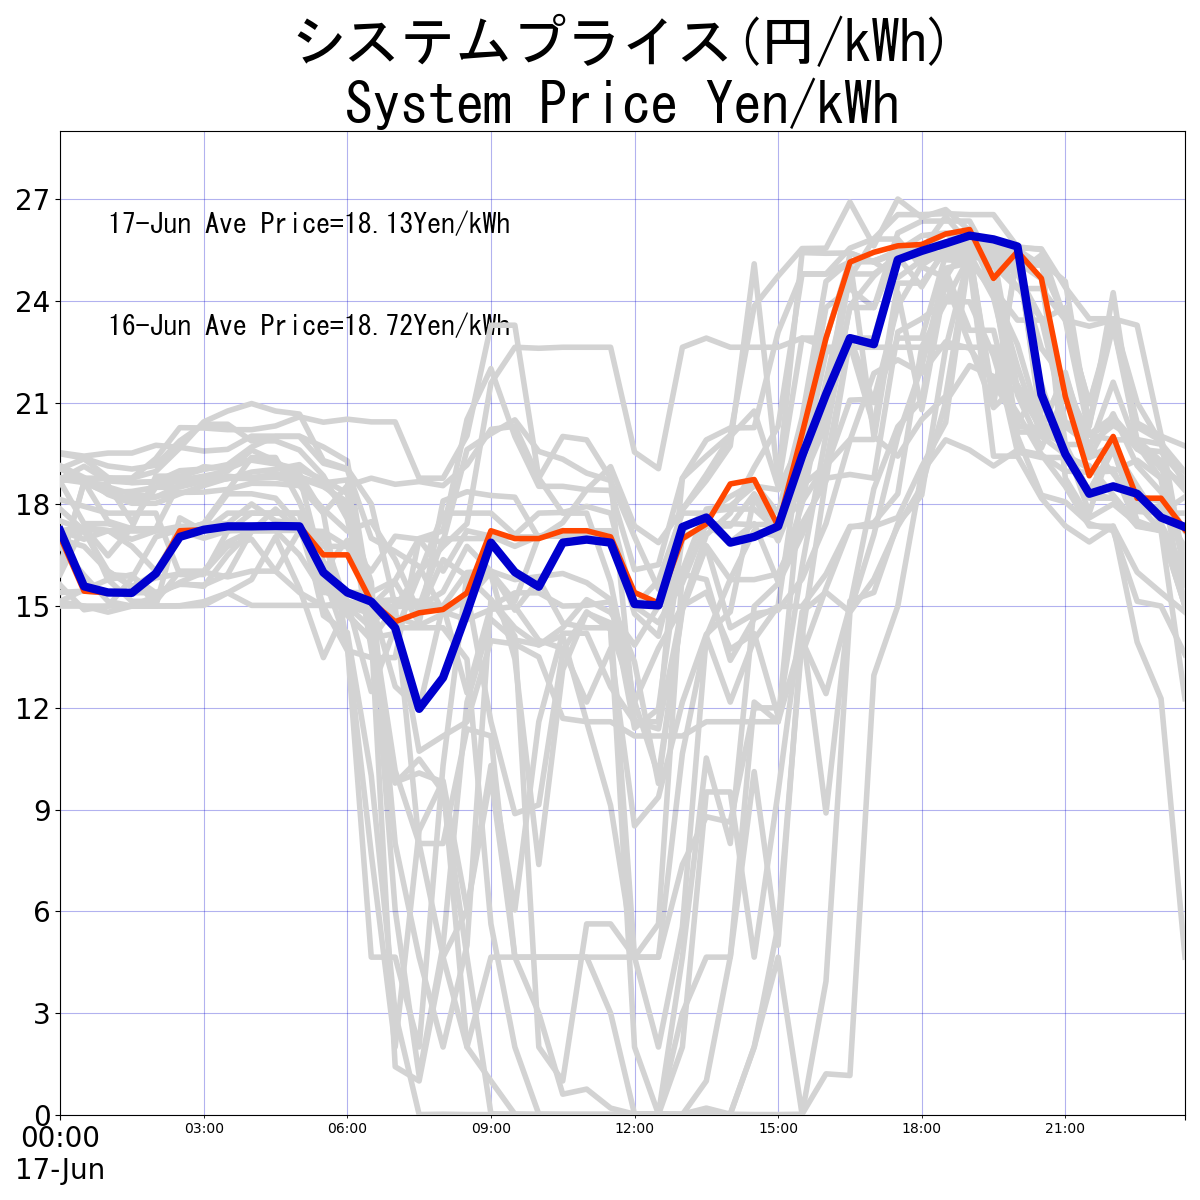 システムプライス(円/kWh)
System Price Yen/kWh
27
17-Jun Ave Price=18.13Yen/kWh
24
16-Jun Ave Price=18.72Yen/kWh
21
18
15
12
9
6
3
0
00:00 03:00 06:00 09:00 12:00 15:00 18:00 21:00
17-Jun